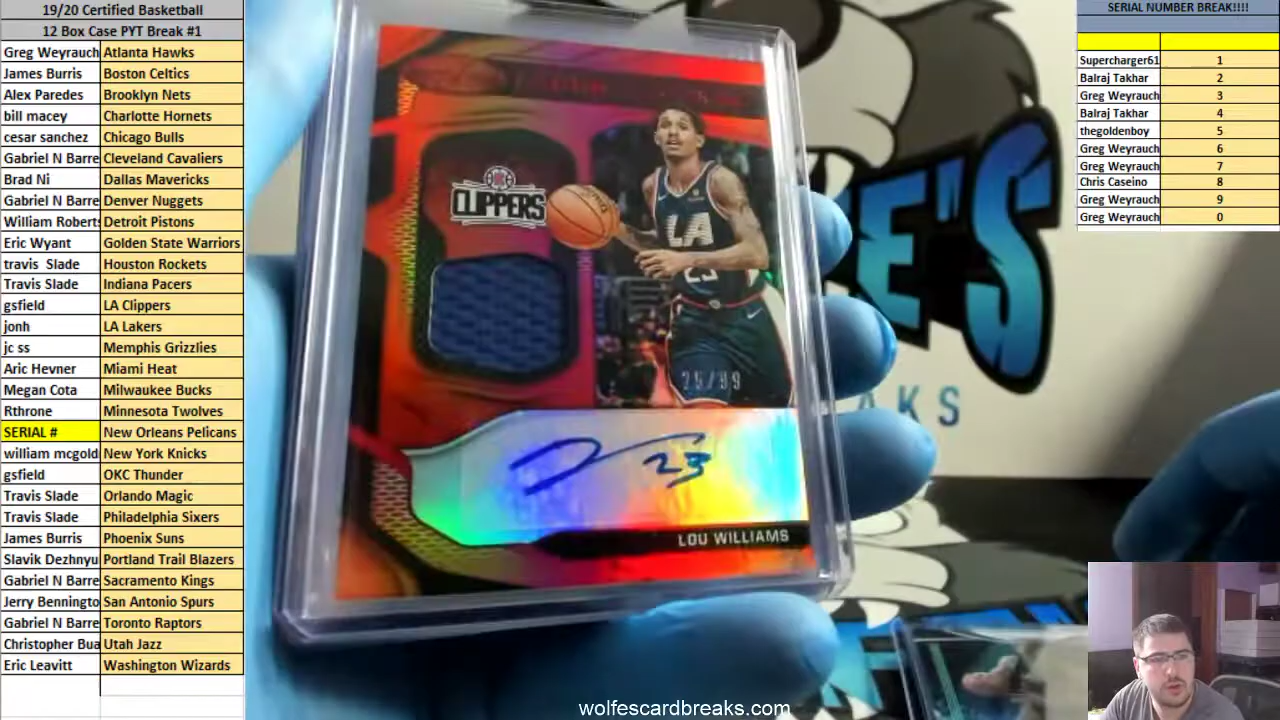 19/20 Certified Basketball
12 Box Case PYT Break #1
Greg Weyrauch Atlanta Hawks
James Burris Boston Celtics
Alex Paredes Brooklyn Nets
bill macey Charlotte Hornets
cesar sanchez Chicago Bulls
Gabriel N Barre Cleveland Cavaliers
Brad Ni Dallas Mavericks
Gabriel N Barre Denver Nuggets
William Roberts Detroit Pistons
Eric Wyant Golden State Warriors
travis Slade Houston Rockets
Travis Slade Indiana Pacers
gsfield LA Clippers
jonh LA Lakers
jc ss Memphis Grizzlies
Aric Hevner Miami Heat
Megan Cota Milwaukee Bucks
Rthrone Minnesota Twolves
SERIAL # New Orleans Pelicans
william mcgold New York Knicks
gsfield OKC Thunder
Travis Slade Orlando Magic
Travis Slade Philadelphia Sixers
James Burris Phoenix Suns
Slavik Dezhnyu Portland Trail Blazers
Gabriel N Barre Sacramento Kings
Jerry Bennington San Antonio Spurs
Gabriel N Barre Toronto Raptors
Christopher Bua Utah Jazz
Eric Leavitt Washington Wizards
CLIPPERS
LA
23
25/99
23
LOU WILLIAMS
E'S
AKS
wolfescardbreaks.com
SERIAL NUMBER BREAK!!!!
Supercharger61 1
Balraj Takhar 2
Greg Weyrauch 3
Balraj Takhar 4
thegoldenboy 5
Greg Weyrauch 6
Greg Weyrauch 7
Chris Caseino 8
Greg Weyrauch 9
Greg Weyrauch 0